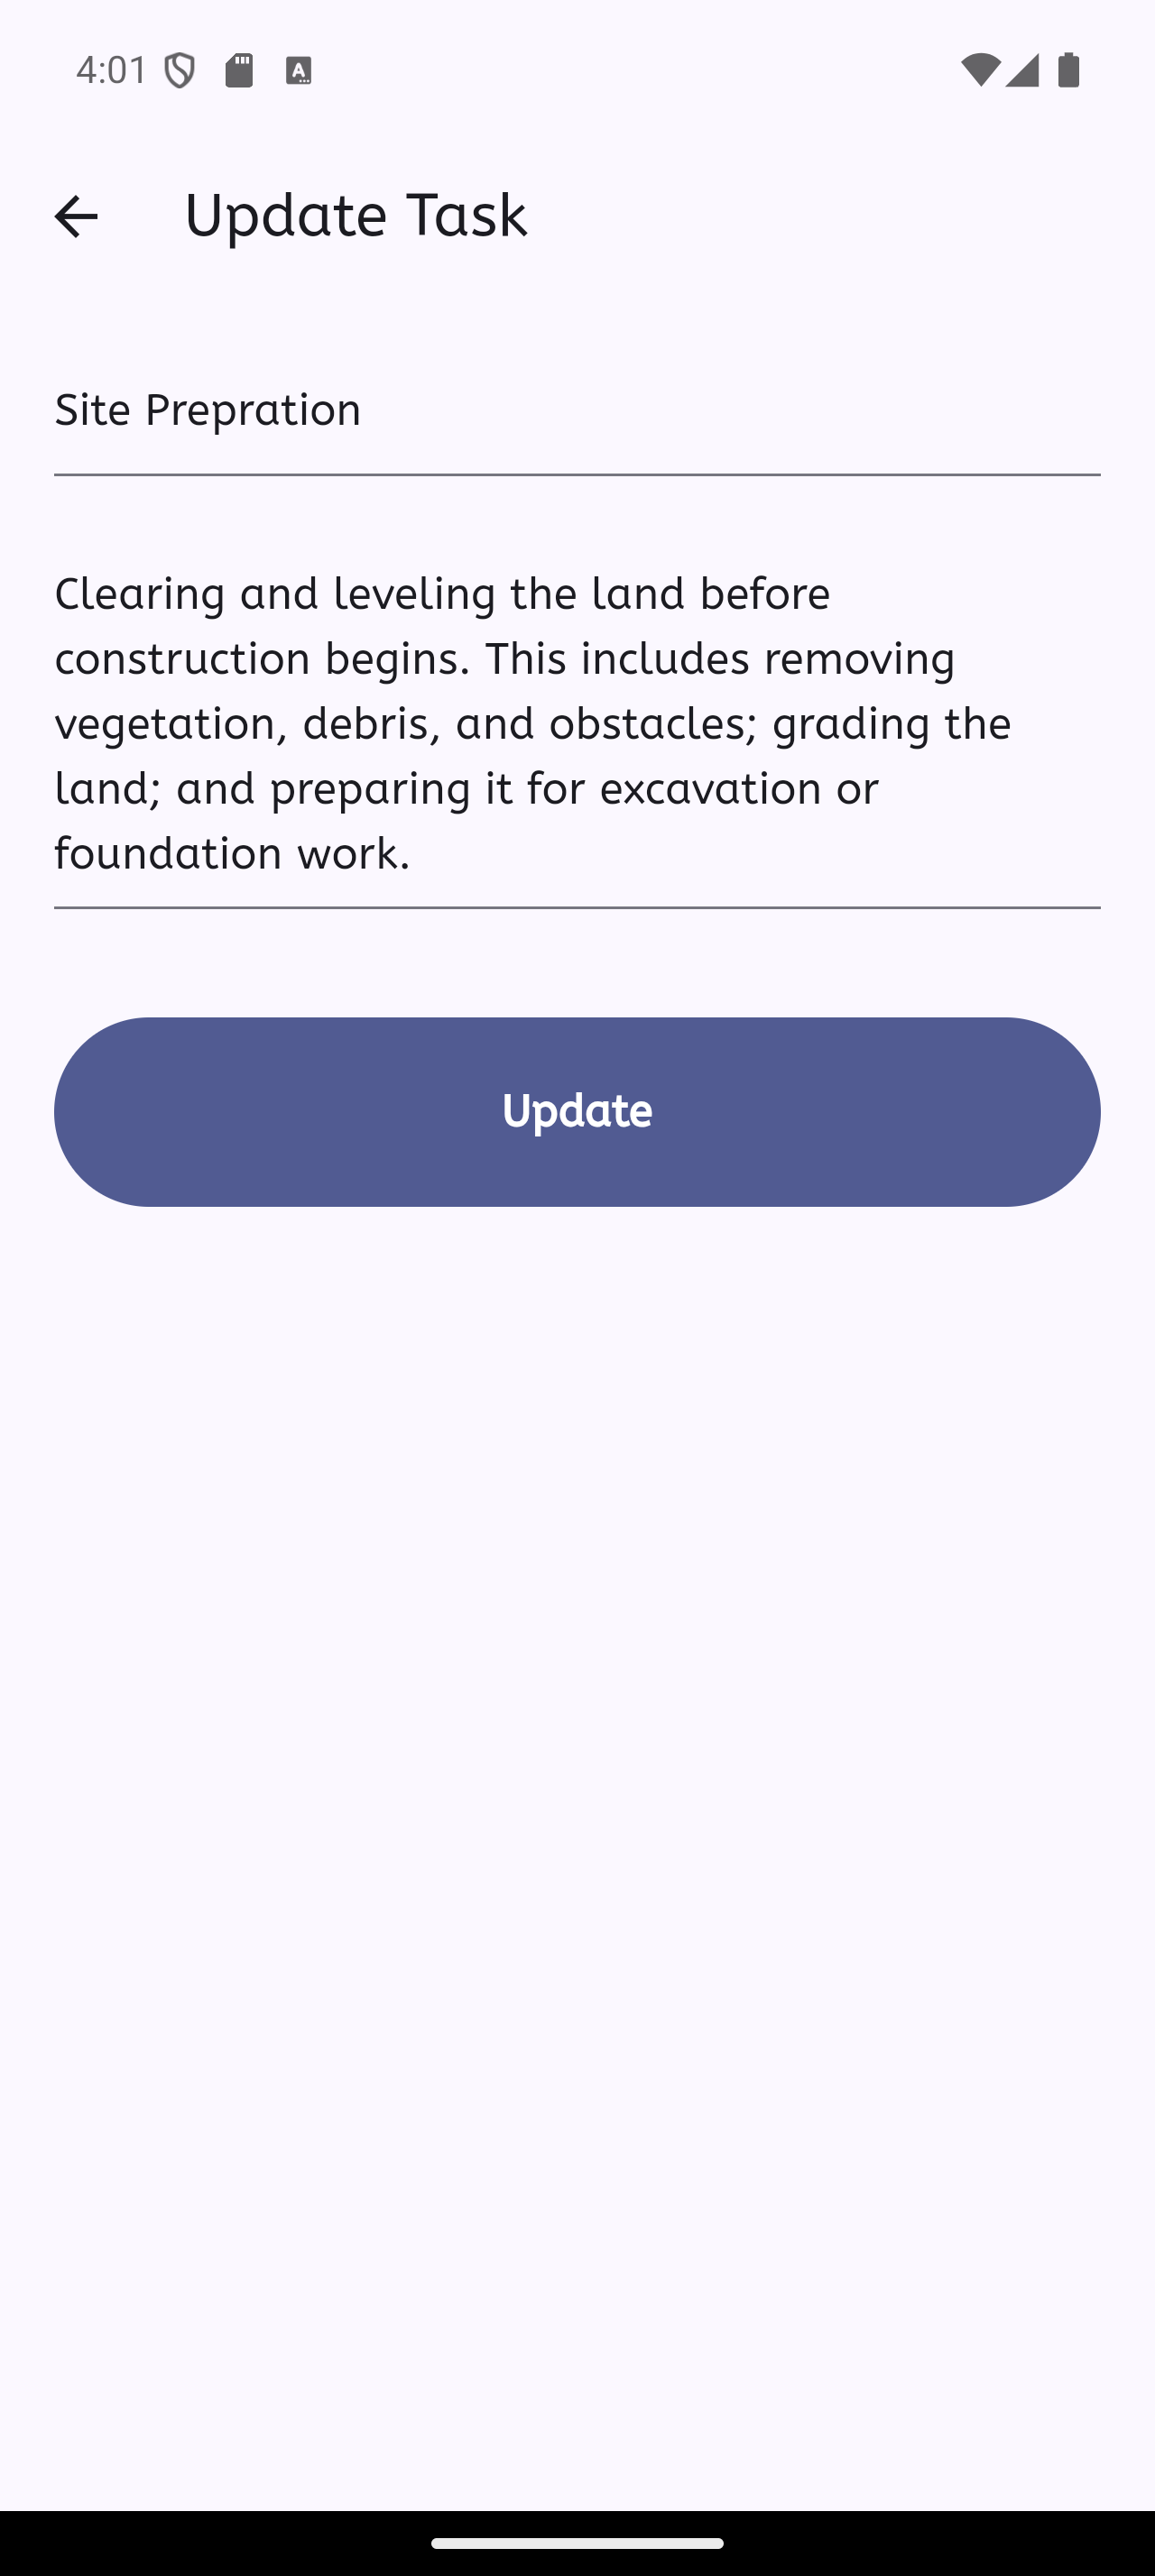 4:01
Update Task
Site Prepration
Clearing and leveling the land before
construction begins. This includes removing
vegetation, debris, and obstacles; grading the
land; and preparing it for excavation or
foundation work.
Update